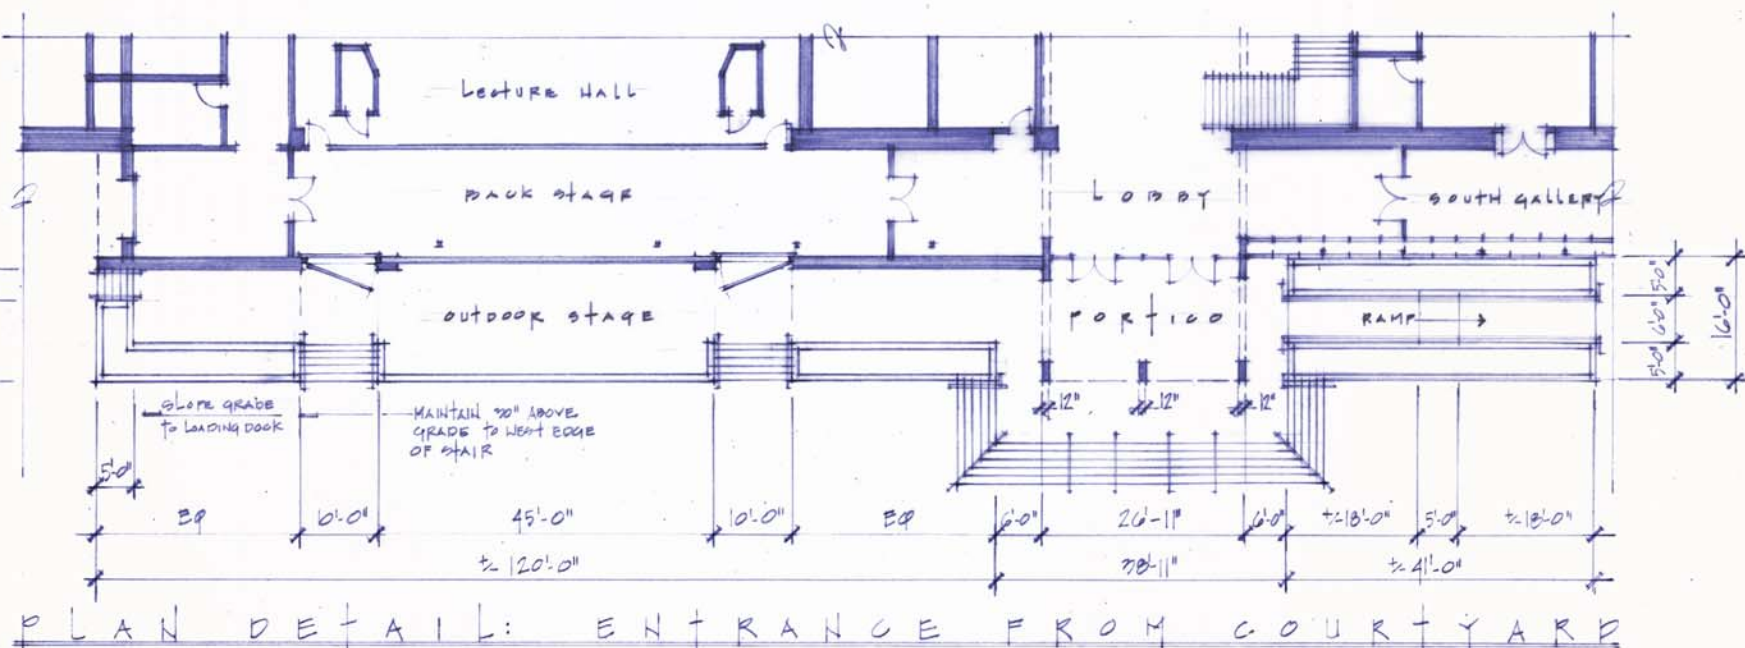 LECTURE HALL
BACK STAGE
LOBBY
SOUTH GALLERY
OUTDOOR STAGE
PORTICO
RAMP
5'-0"
6'-0"
5'-0"
16'-0"
SLOPE GRADE
TO LOADING DOCK
MAINTAIN 30" ABOVE
GRADE TO WEST EDGE
OF STAIR
12"
12"
12"
5'-0"
EQ
10'-0"
45'-0"
10'-0"
EQ
6'-0"
26'-11"
6'-0"
+/-18'-0"
5'-0"
+/-18'-0"
+/- 120'-0"
38'-11"
+/- 41'-0"
PLAN DETAIL: ENTRANCE FROM COURTYARD